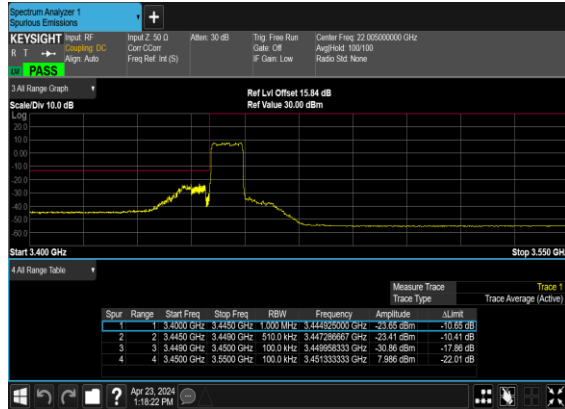 Spectrum Analyzer 1
Spurious Emissions
+
KEYSIGHT
R T
Input: RF
Coupling: DC
Align: Auto
Input Z: 50 Ω
Corr CCorr
Freq Ref: Int (S)
Atten: 30 dB
Trig: Free Run
Gate: Off
IF Gain: Low
Center Freq: 22.005000000 GHz
Avg|Hold: 100/100
Radio Std: None
PASS
3 All Range Graph
Scale/Div 10.0 dB
Ref Lvl Offset 15.84 dB
Ref Value 30.00 dBm
Log
20.0
10.0
0.00
-10.0
-20.0
-30.0
-40.0
-50.0
-60.0
Start 3.400 GHz
Stop 3.550 GHz
4 All Range Table
Measure Trace Trace 1
Trace Type Trace Average (Active)
Spur Range Start Freq Stop Freq RBW Frequency Amplitude ΔLimit
1 1 3.4000 GHz 3.4450 GHz 1.000 MHz 3.444925000 GHz -23.65 dBm -10.65 dB
2 2 3.4450 GHz 3.4490 GHz 510.0 kHz 3.447286667 GHz -23.41 dBm -10.41 dB
3 3 3.4490 GHz 3.4500 GHz 100.0 kHz 3.449958333 GHz -30.86 dBm -17.86 dB
4 4 3.4500 GHz 3.5500 GHz 100.0 kHz 3.451333333 GHz 7.986 dBm -22.01 dB
?
Apr 23, 2024
1:18:22 PM